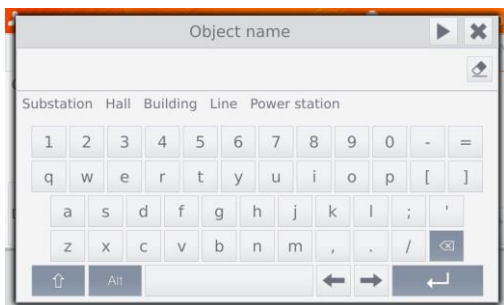 Object name
Substation Hall Building Line Power station
1 2 3 4 5 6 7 8 9 0 - =
q w e r t y u i o p [ ]
a s d f g h j k l ; '
z x c v b n m , . /
Alt